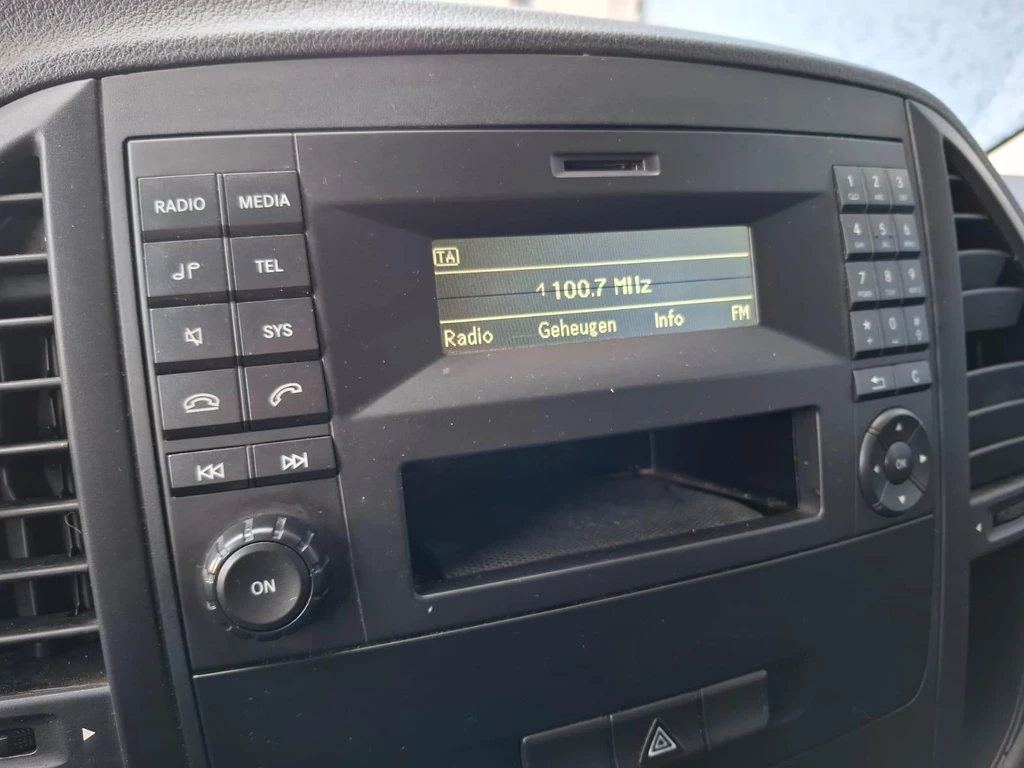 RADIO MEDIA
TEL
SYS
ON
TA
100.7 MHz
Radio Geheugen Info FM
1 2 3
4 5 6
7 8 9
* 0 #
C
OK